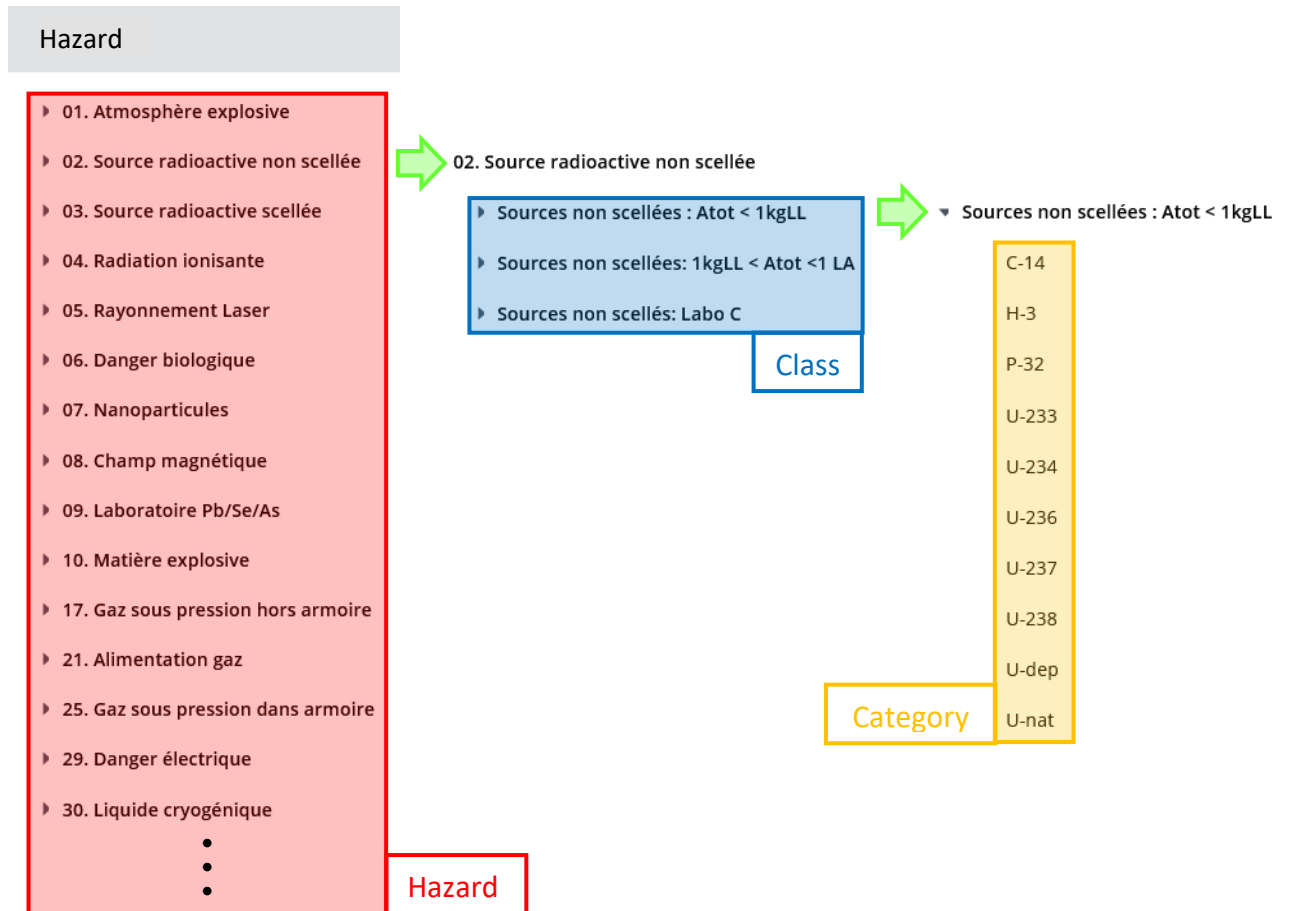 Hazard
01. Atmosphère explosive
02. Source radioactive non scellée
03. Source radioactive scellée
04. Radiation ionisante
05. Rayonnement Laser
06. Danger biologique
07. Nanoparticules
08. Champ magnétique
09. Laboratoire Pb/Se/As
10. Matière explosive
17. Gaz sous pression hors armoire
21. Alimentation gaz
25. Gaz sous pression dans armoire
29. Danger électrique
30. Liquide cryogénique
Hazard
02. Source radioactive non scellée
Sources non scellées : Atot < 1kgLL
Sources non scellées: 1kgLL < Atot <1 LA
Sources non scellés: Labo C
Class
Sources non scellées : Atot < 1kgLL
C-14
H-3
P-32
U-233
U-234
U-236
U-237
U-238
U-dep
U-nat
Category